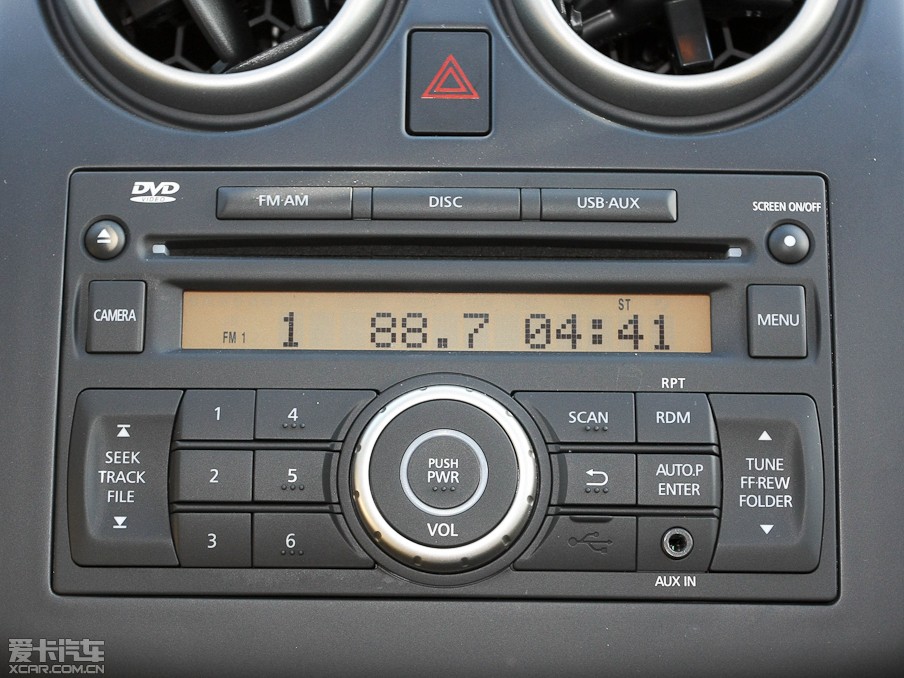 DVD
VIDEO
FM·AM
DISC
USB·AUX
SCREEN ON/OFF
CAMERA
FM 1
1
88.7
ST
04:41
MENU
SEEK
TRACK
FILE
1
2
3
4
5
6
PUSH
PWR
VOL
SCAN
RPT
RDM
AUTO.P
ENTER
AUX IN
TUNE
FF·REW
FOLDER
爱卡汽车
XCAR.COM.CN